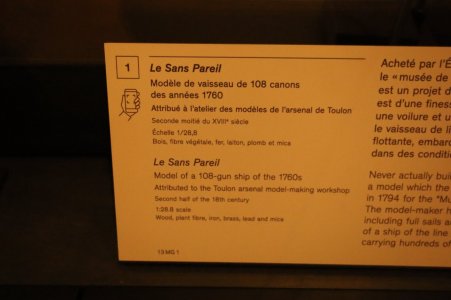 1
Le Sans Pareil
Modèle de vaisseau de 108 canons
des années 1760
Attribué à l'atelier des modèles de l'arsenal de Toulon
Seconde moitié du XVIIIᵉ siècle
Échelle 1/28,8
Bois, fibre végétale, fer, laiton, plomb et mica
Le Sans Pareil
Model of a 108-gun ship of the 1760s
Attributed to the Toulon arsenal model-making workshop
Second half of the 18th century
1:28.8 scale
Wood, plant fibre, iron, brass, lead and mica
13 MG 1
Acheté par l'É
le « musée de
est un projet d
est d'une finess
une voilure et u
le vaisseau de li
flottante, embarc
dans des conditi
Never actually buil
a model which the
in 1794 for the "Mu
The model-maker h
including full sails a
of a ship of the line
carrying hundreds of